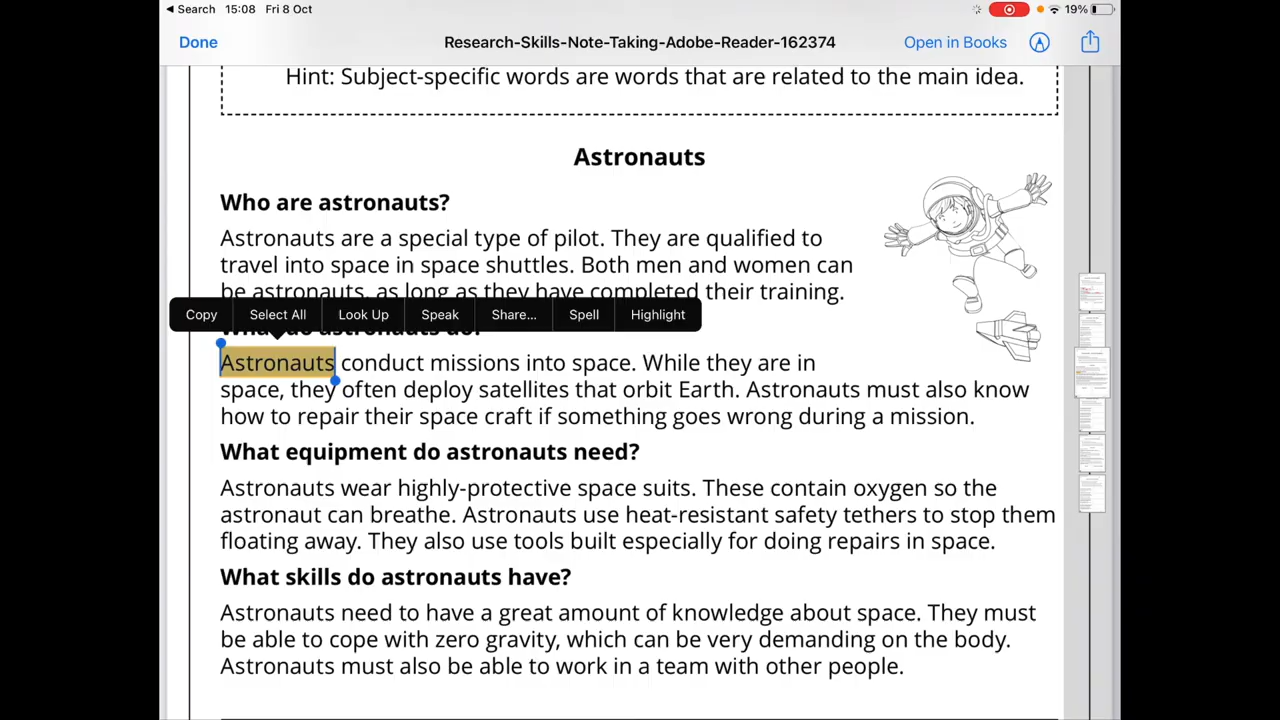 Search 15:08 Fri 8 Oct 19%
Done Research-Skills-Note-Taking-Adobe-Reader-162374 Open in Books
Hint: Subject-specific words are words that are related to the main idea.
Astronauts
Who are astronauts?
Astronauts are a special type of pilot. They are qualified to
travel into space in space shuttles. Both men and women can
be astronauts, as long as they have completed their training.
Copy Select All Look Up Speak Share... Spell Highlight
Astronauts conduct missions inn space. While they are in
space, they often deploy satellites that orbit Earth. Astronauts must also know
how to repair their space craft if something goes wrong during a mission.
What equipment do astronauts need?
Astronauts wear highly-protective space suits. These contain oxygen so the
astronaut can breathe. Astronauts use heat-resistant safety tethers to stop them
floating away. They also use tools built especially for doing repairs in space.
What skills do astronauts have?
Astronauts need to have a great amount of knowledge about space. They must
be able to cope with zero gravity, which can be very demanding on the body.
Astronauts must also be able to work in a team with other people.